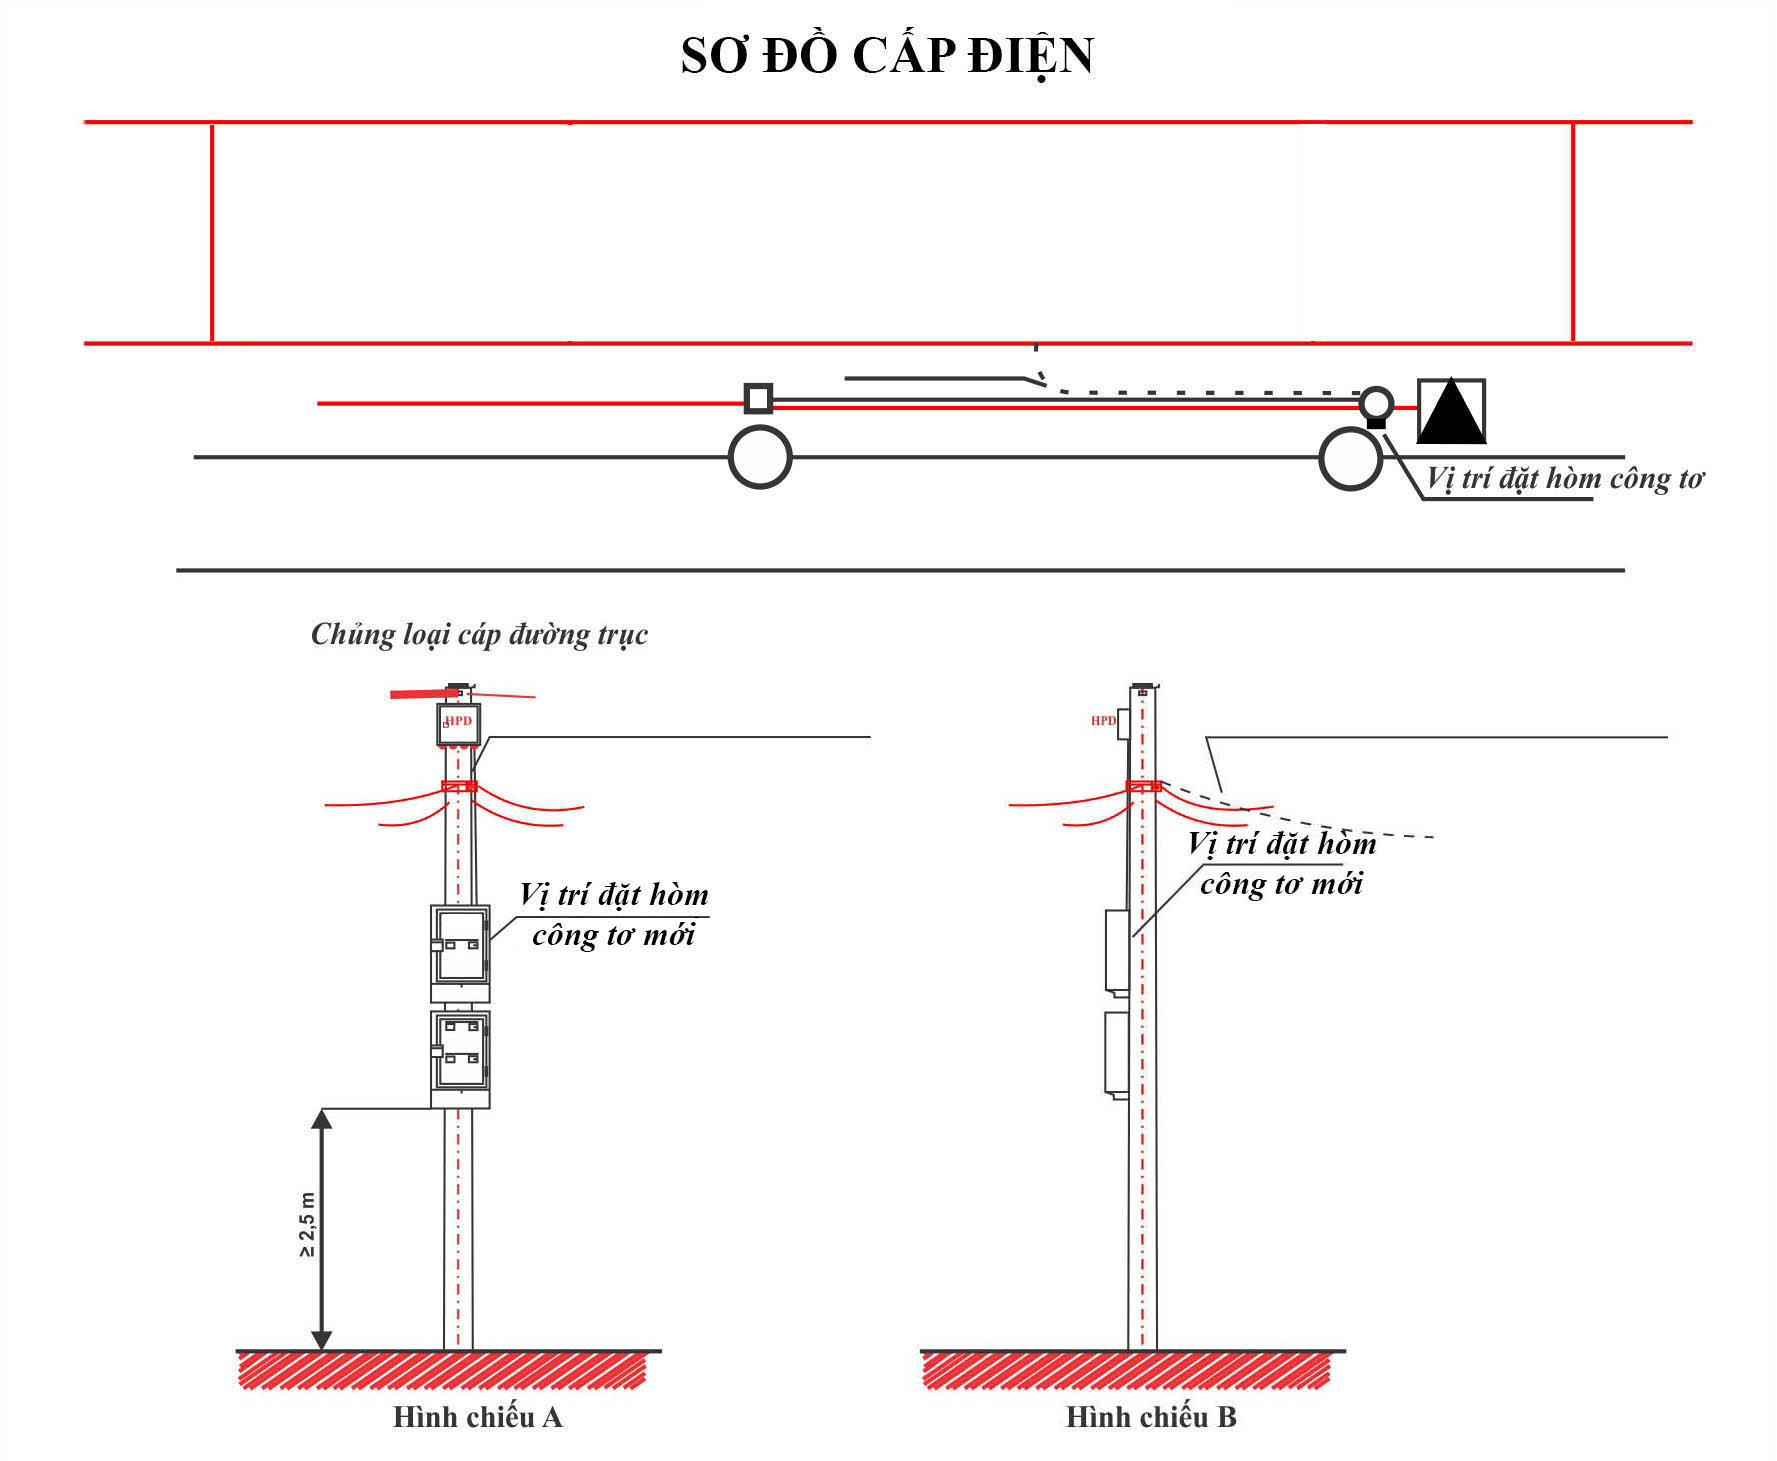 SƠ ĐỒ CẤP ĐIỆN
Vị trí đặt hòm công tơ
Chủng loại cáp đường trục
HPD
HPD
Vị trí đặt hòm
công tơ mới
Vị trí đặt hòm
công tơ mới
≥ 2,5 m
Hình chiếu A
Hình chiếu B